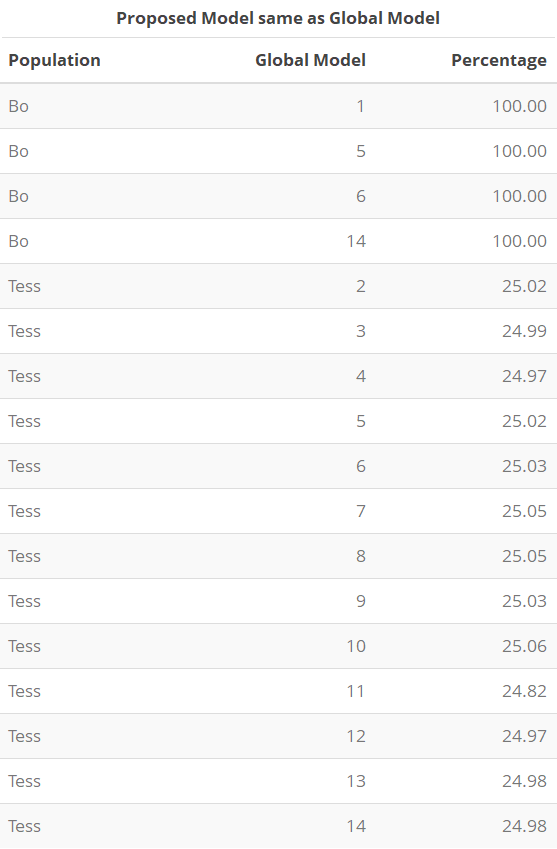 Proposed Model same as Global Model
Population Global Model Percentage
Bo 1 100.00
Bo 5 100.00
Bo 6 100.00
Bo 14 100.00
Tess 2 25.02
Tess 3 24.99
Tess 4 24.97
Tess 5 25.02
Tess 6 25.03
Tess 7 25.05
Tess 8 25.05
Tess 9 25.03
Tess 10 25.06
Tess 11 24.82
Tess 12 24.97
Tess 13 24.98
Tess 14 24.98